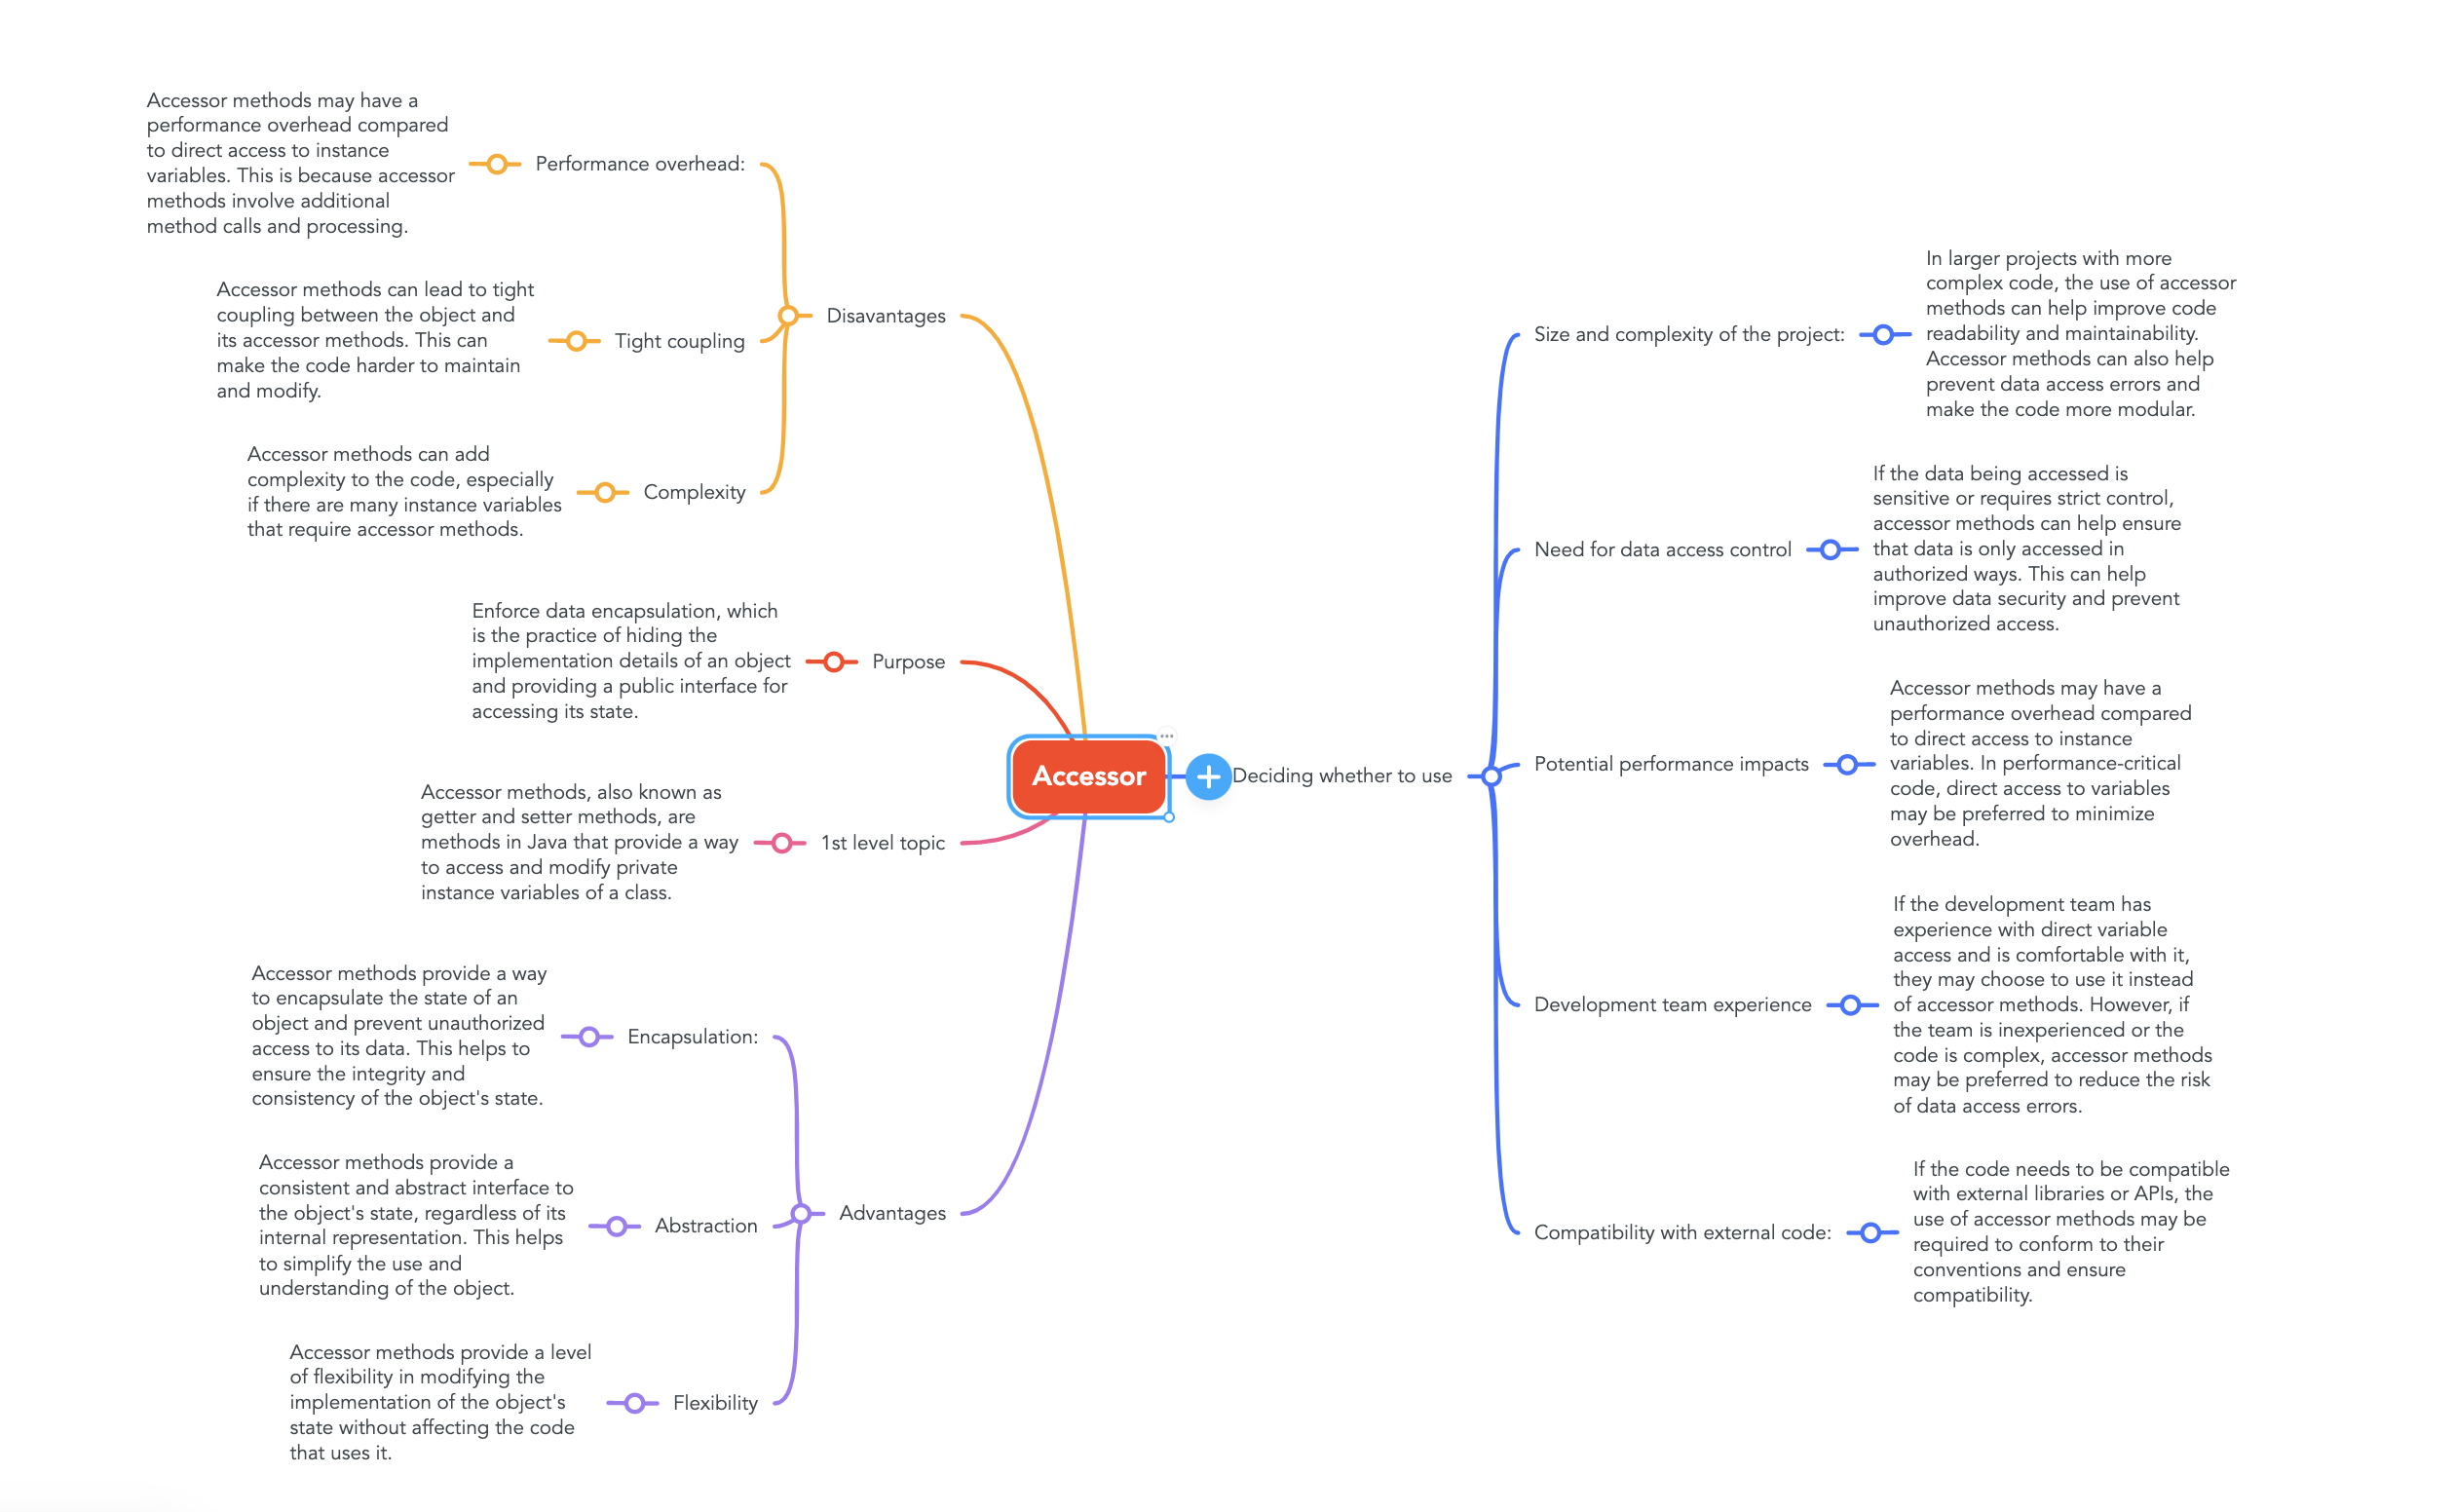 Accessor methods may have a
performance overhead compared
to direct access to instance
variables. This is because accessor
methods involve additional
method calls and processing.
Performance overhead:
Accessor methods can lead to tight
coupling between the object and
its accessor methods. This can
make the code harder to maintain
and modify.
Tight coupling
Disavantages
Accessor methods can add
complexity to the code, especially
if there are many instance variables
that require accessor methods.
Complexity
Enforce data encapsulation, which
is the practice of hiding the
implementation details of an object
and providing a public interface for
accessing its state.
Purpose
Accessor
Accessor methods, also known as
getter and setter methods, are
methods in Java that provide a way
to access and modify private
instance variables of a class.
1st level topic
Accessor methods provide a way
to encapsulate the state of an
object and prevent unauthorized
access to its data. This helps to
ensure the integrity and
consistency of the object's state.
Encapsulation:
Accessor methods provide a
consistent and abstract interface to
the object's state, regardless of its
internal representation. This helps
to simplify the use and
understanding of the object.
Abstraction
Advantages
Accessor methods provide a level
of flexibility in modifying the
implementation of the object's
state without affecting the code
that uses it.
Flexibility
Deciding whether to use
Size and complexity of the project:
In larger projects with more
complex code, the use of accessor
methods can help improve code
readability and maintainability.
Accessor methods can also help
prevent data access errors and
make the code more modular.
Need for data access control
If the data being accessed is
sensitive or requires strict control,
accessor methods can help ensure
that data is only accessed in
authorized ways. This can help
improve data security and prevent
unauthorized access.
Potential performance impacts
Accessor methods may have a
performance overhead compared
to direct access to instance
variables. In performance-critical
code, direct access to variables
may be preferred to minimize
overhead.
Development team experience
If the development team has
experience with direct variable
access and is comfortable with it,
they may choose to use it instead
of accessor methods. However, if
the team is inexperienced or the
code is complex, accessor methods
may be preferred to reduce the risk
of data access errors.
Compatibility with external code:
If the code needs to be compatible
with external libraries or APIs, the
use of accessor methods may be
required to conform to their
conventions and ensure
compatibility.